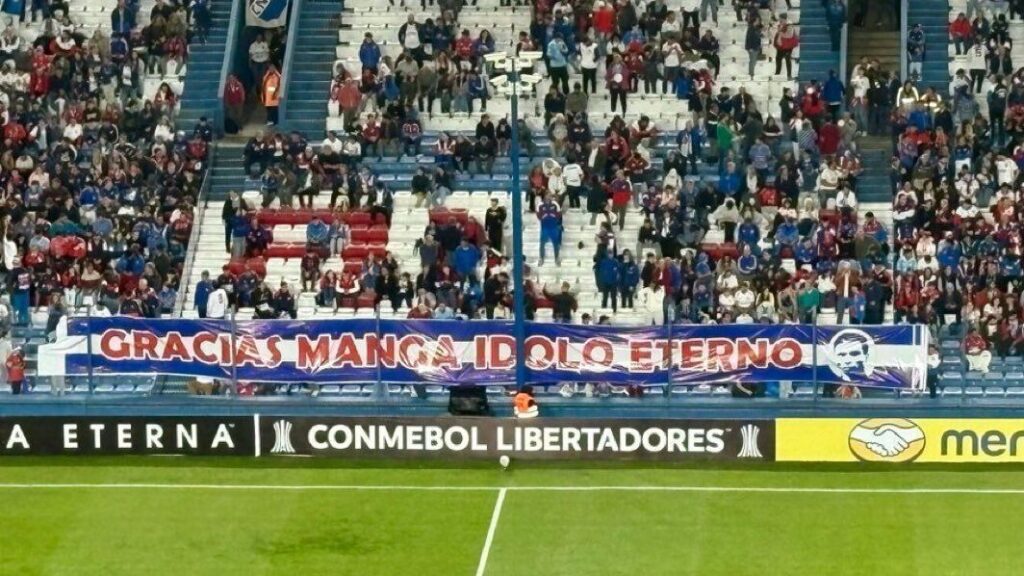 GRACIAS MANGA IDOLO ETERNO
A ETERNA
CONMEBOL LIBERTADORES
mer